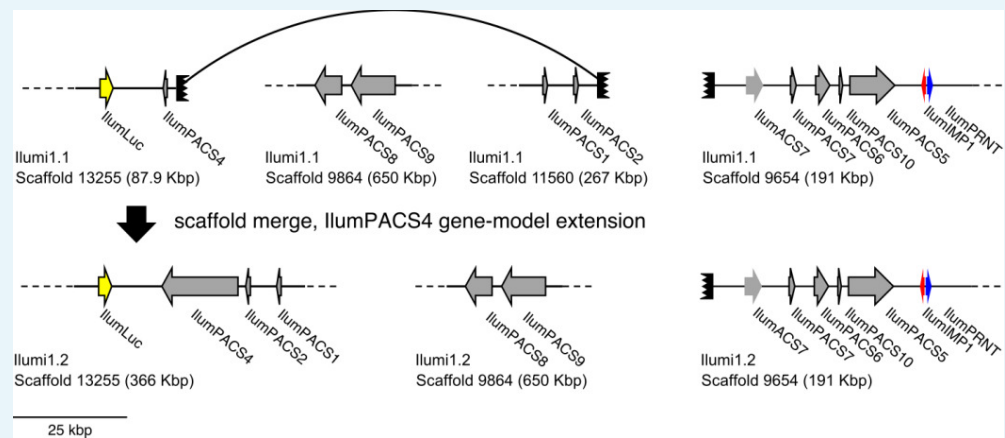 IlumLuc
IlumPACS4
IlumPACS8
IlumPACS9
IlumPACS1
IlumPACS2
IlumACS7
IlumPACS7
IlumPACS6
IlumPACS10
IlumPACS5
IlumIMP1
IlumPRNT
Ilumi1.1
Scaffold 13255 (87.9 Kbp)
Ilumi1.1
Scaffold 9864 (650 Kbp)
Ilumi1.1
Scaffold 11560 (267 Kbp)
Ilumi1.1
Scaffold 9654 (191 Kbp)
scaffold merge, IlumPACS4 gene-model extension
IlumLuc
IlumPACS4
IlumPACS2
IlumPACS1
IlumPACS8
IlumPACS9
IlumACS7
IlumPACS7
IlumPACS6
IlumPACS10
IlumPACS5
IlumIMP1
IlumPRNT
Ilumi1.2
Scaffold 13255 (366 Kbp)
Ilumi1.2
Scaffold 9864 (650 Kbp)
Ilumi1.2
Scaffold 9654 (191 Kbp)
25 kbp